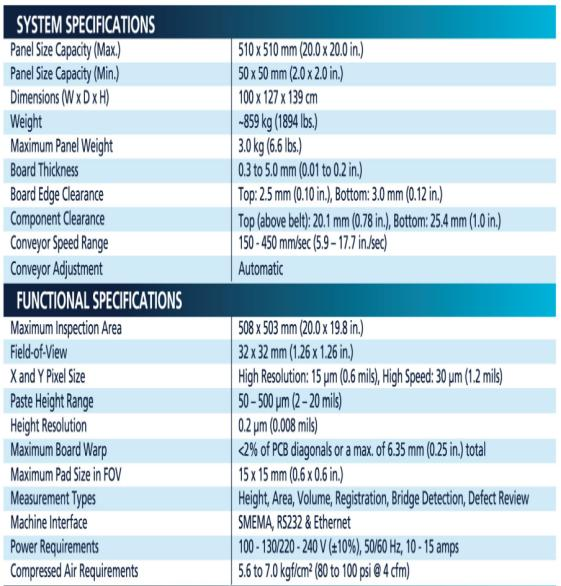 SYSTEM SPECIFICATIONS
Panel Size Capacity (Max.) 510 x 510 mm (20.0 x 20.0 in.)
Panel Size Capacity (Min.) 50 x 50 mm (2.0 x 2.0 in.)
Dimensions (W x D x H) 100 x 127 x 139 cm
Weight ~859 kg (1894 lbs.)
Maximum Panel Weight 3.0 kg (6.6 lbs.)
Board Thickness 0.3 to 5.0 mm (0.01 to 0.2 in.)
Board Edge Clearance Top: 2.5 mm (0.10 in.), Bottom: 3.0 mm (0.12 in.)
Component Clearance Top (above belt): 20.1 mm (0.78 in.), Bottom: 25.4 mm (1.0 in.)
Conveyor Speed Range 150 - 450 mm/sec (5.9 – 17.7 in./sec)
Conveyor Adjustment Automatic
FUNCTIONAL SPECIFICATIONS
Maximum Inspection Area 508 x 503 mm (20.0 x 19.8 in.)
Field-of-View 32 x 32 mm (1.26 x 1.26 in.)
X and Y Pixel Size High Resolution: 15 µm (0.6 mils), High Speed: 30 µm (1.2 mils)
Paste Height Range 50 – 500 µm (2 – 20 mils)
Height Resolution 0.2 µm (0.008 mils)
Maximum Board Warp <2% of PCB diagonals or a max. of 6.35 mm (0.25 in.) total
Maximum Pad Size in FOV 15 x 15 mm (0.6 x 0.6 in.)
Measurement Types Height, Area, Volume, Registration, Bridge Detection, Defect Review
Machine Interface SMEMA, RS232 & Ethernet
Power Requirements 100 - 130/220 - 240 V (±10%), 50/60 Hz, 10 - 15 amps
Compressed Air Requirements 5.6 to 7.0 kgf/cm² (80 to 100 psi @ 4 cfm)